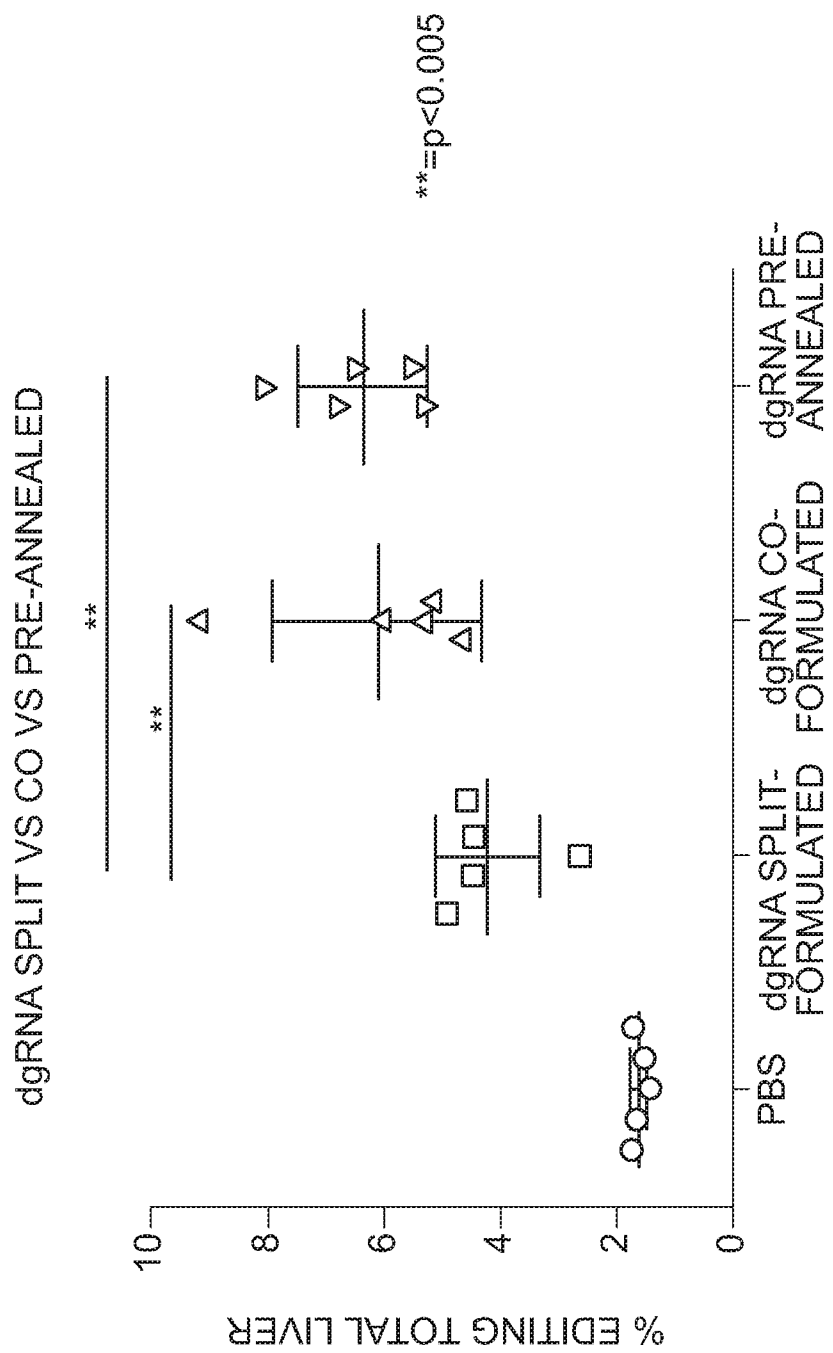 dgRNA SPLIT VS CO VS PRE-ANNEALED
**
**
**=p<0.005
% EDITING TOTAL LIVER
10
8
6
4
2
0
PBS
dgRNA SPLIT-
FORMULATED
dgRNA CO-
FORMULATED
dgRNA PRE-
ANNEALED